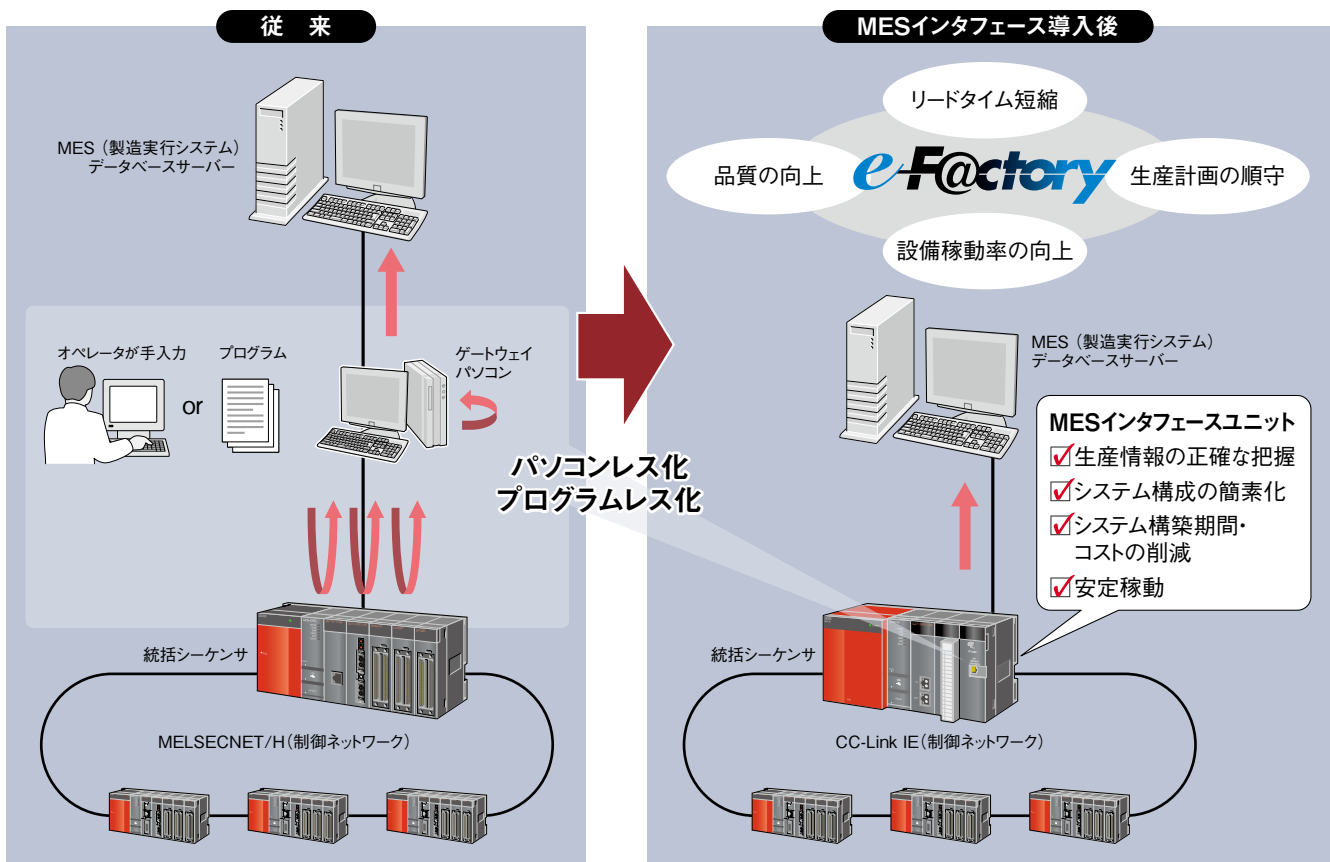 従 来
MES（製造実行システム）
データベースサーバー
オペレータが手入力
or
プログラム
ゲートウェイ
パソコン
統括シーケンサ
MELSECNET/H（制御ネットワーク）
パソコンレス化
プログラムレス化
MESインタフェース導入後
リードタイム短縮
品質の向上
e-F@ctory
生産計画の順守
設備稼動率の向上
MES（製造実行システム）
データベースサーバー
MESインタフェースユニット
生産情報の正確な把握
システム構成の簡素化
システム構築期間・
コストの削減
安定稼動
統括シーケンサ
CC-Link IE（制御ネットワーク）